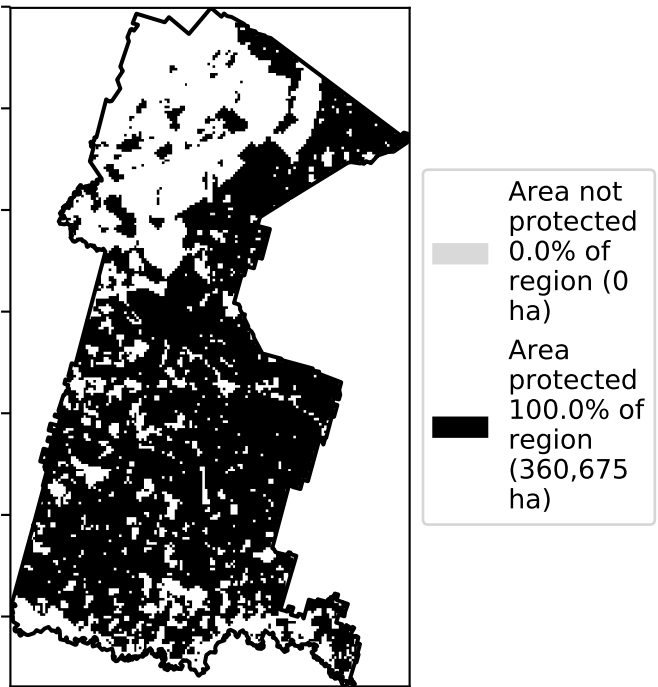 Area not
protected
0.0% of
region (0
ha)
Area
protected
100.0% of
region
(360,675
ha)